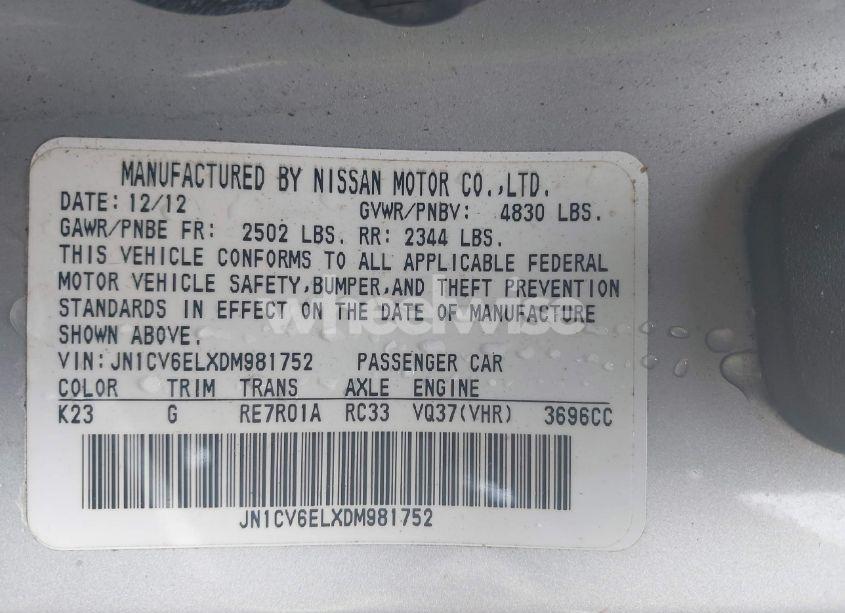 MANUFACTURED BY NISSAN MOTOR CO.,LTD.
DATE: 12/12 GVWR/PNBV: 4830 LBS.
GAWR/PNBE FR: 2502 LBS. RR: 2344 LBS.
THIS VEHICLE CONFORMS TO ALL APPLICABLE FEDERAL
MOTOR VEHICLE SAFETY,BUMPER,AND THEFT PREVENTION
STANDARDS IN EFFECT ON THE DATE OF MANUFACTURE
SHOWN ABOVE.
wheelwise
VIN:JN1CV6ELXDM981752 PASSENGER CAR
COLOR TRIM TRANS AXLE ENGINE
K23 G RE7R01A RC33 VQ37(VHR) 3696CC
JN1CV6ELXDM981752